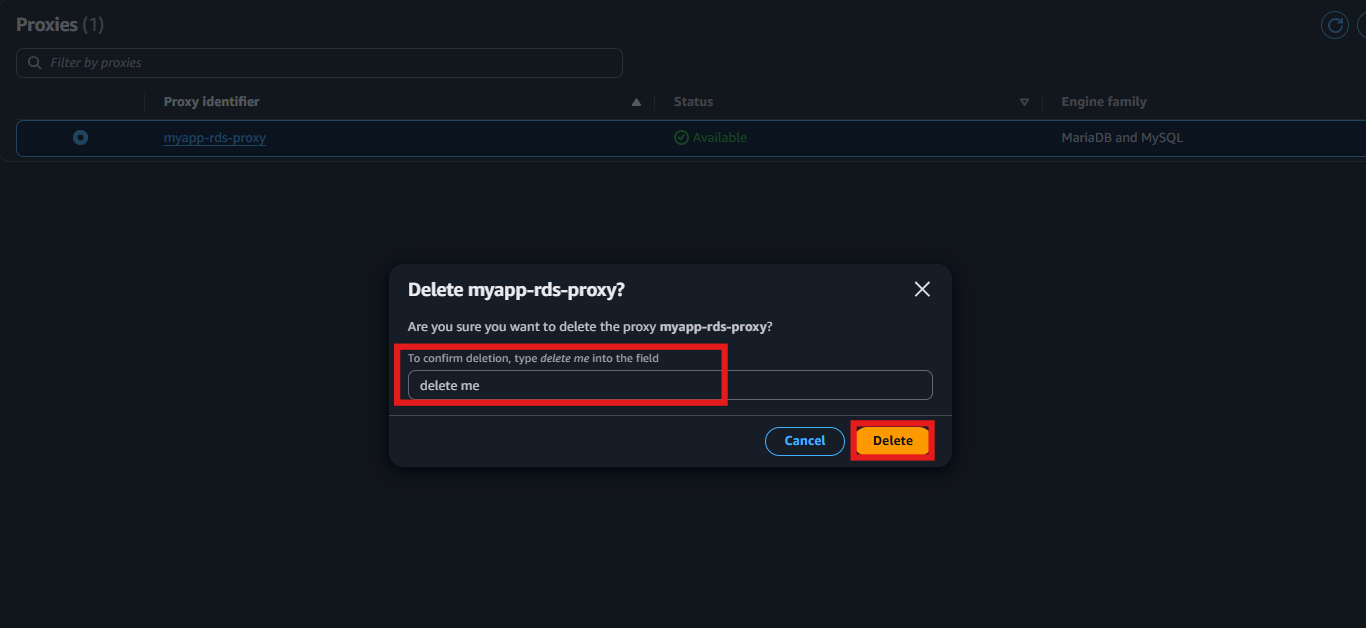 Proxies (1)
Filter by proxies
Proxy identifier Status Engine family
myapp-rds-proxy Available MariaDB and MySQL
Delete myapp-rds-proxy?
Are you sure you want to delete the proxy myapp-rds-proxy?
To confirm deletion, type delete me into the field
delete me
Cancel Delete